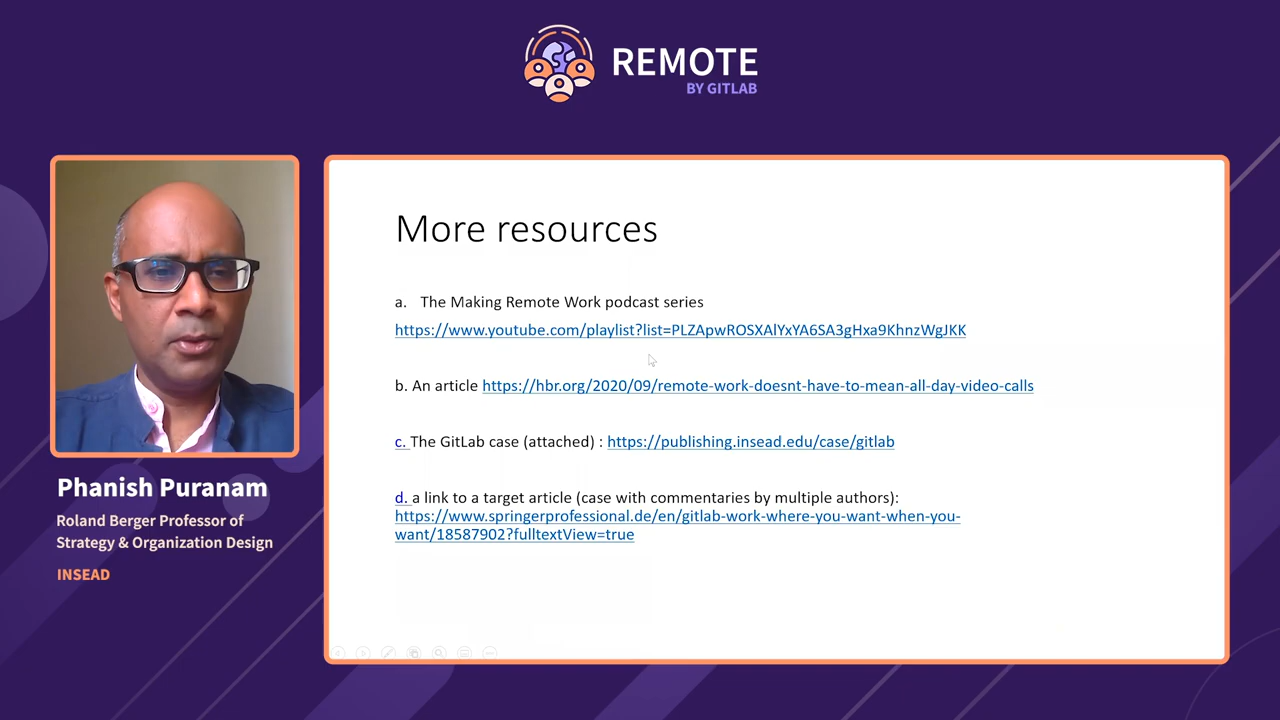 REMOTE
BY GITLAB
More resources
a. The Making Remote Work podcast series
https://www.youtube.com/playlist?list=PLZApwROSXAlYxYA6SA3gHxa9KhnzWgJKK
b. An article https://hbr.org/2020/09/remote-work-doesnt-have-to-mean-all-day-video-calls
c. The GitLab case (attached) : https://publishing.insead.edu/case/gitlab
d. a link to a target article (case with commentaries by multiple authors):
https://www.springerprofessional.de/en/gitlab-work-where-you-want-when-you-
want/18587902?fulltextView=true
Phanish Puranam
Roland Berger Professor of
Strategy & Organization Design
INSEAD